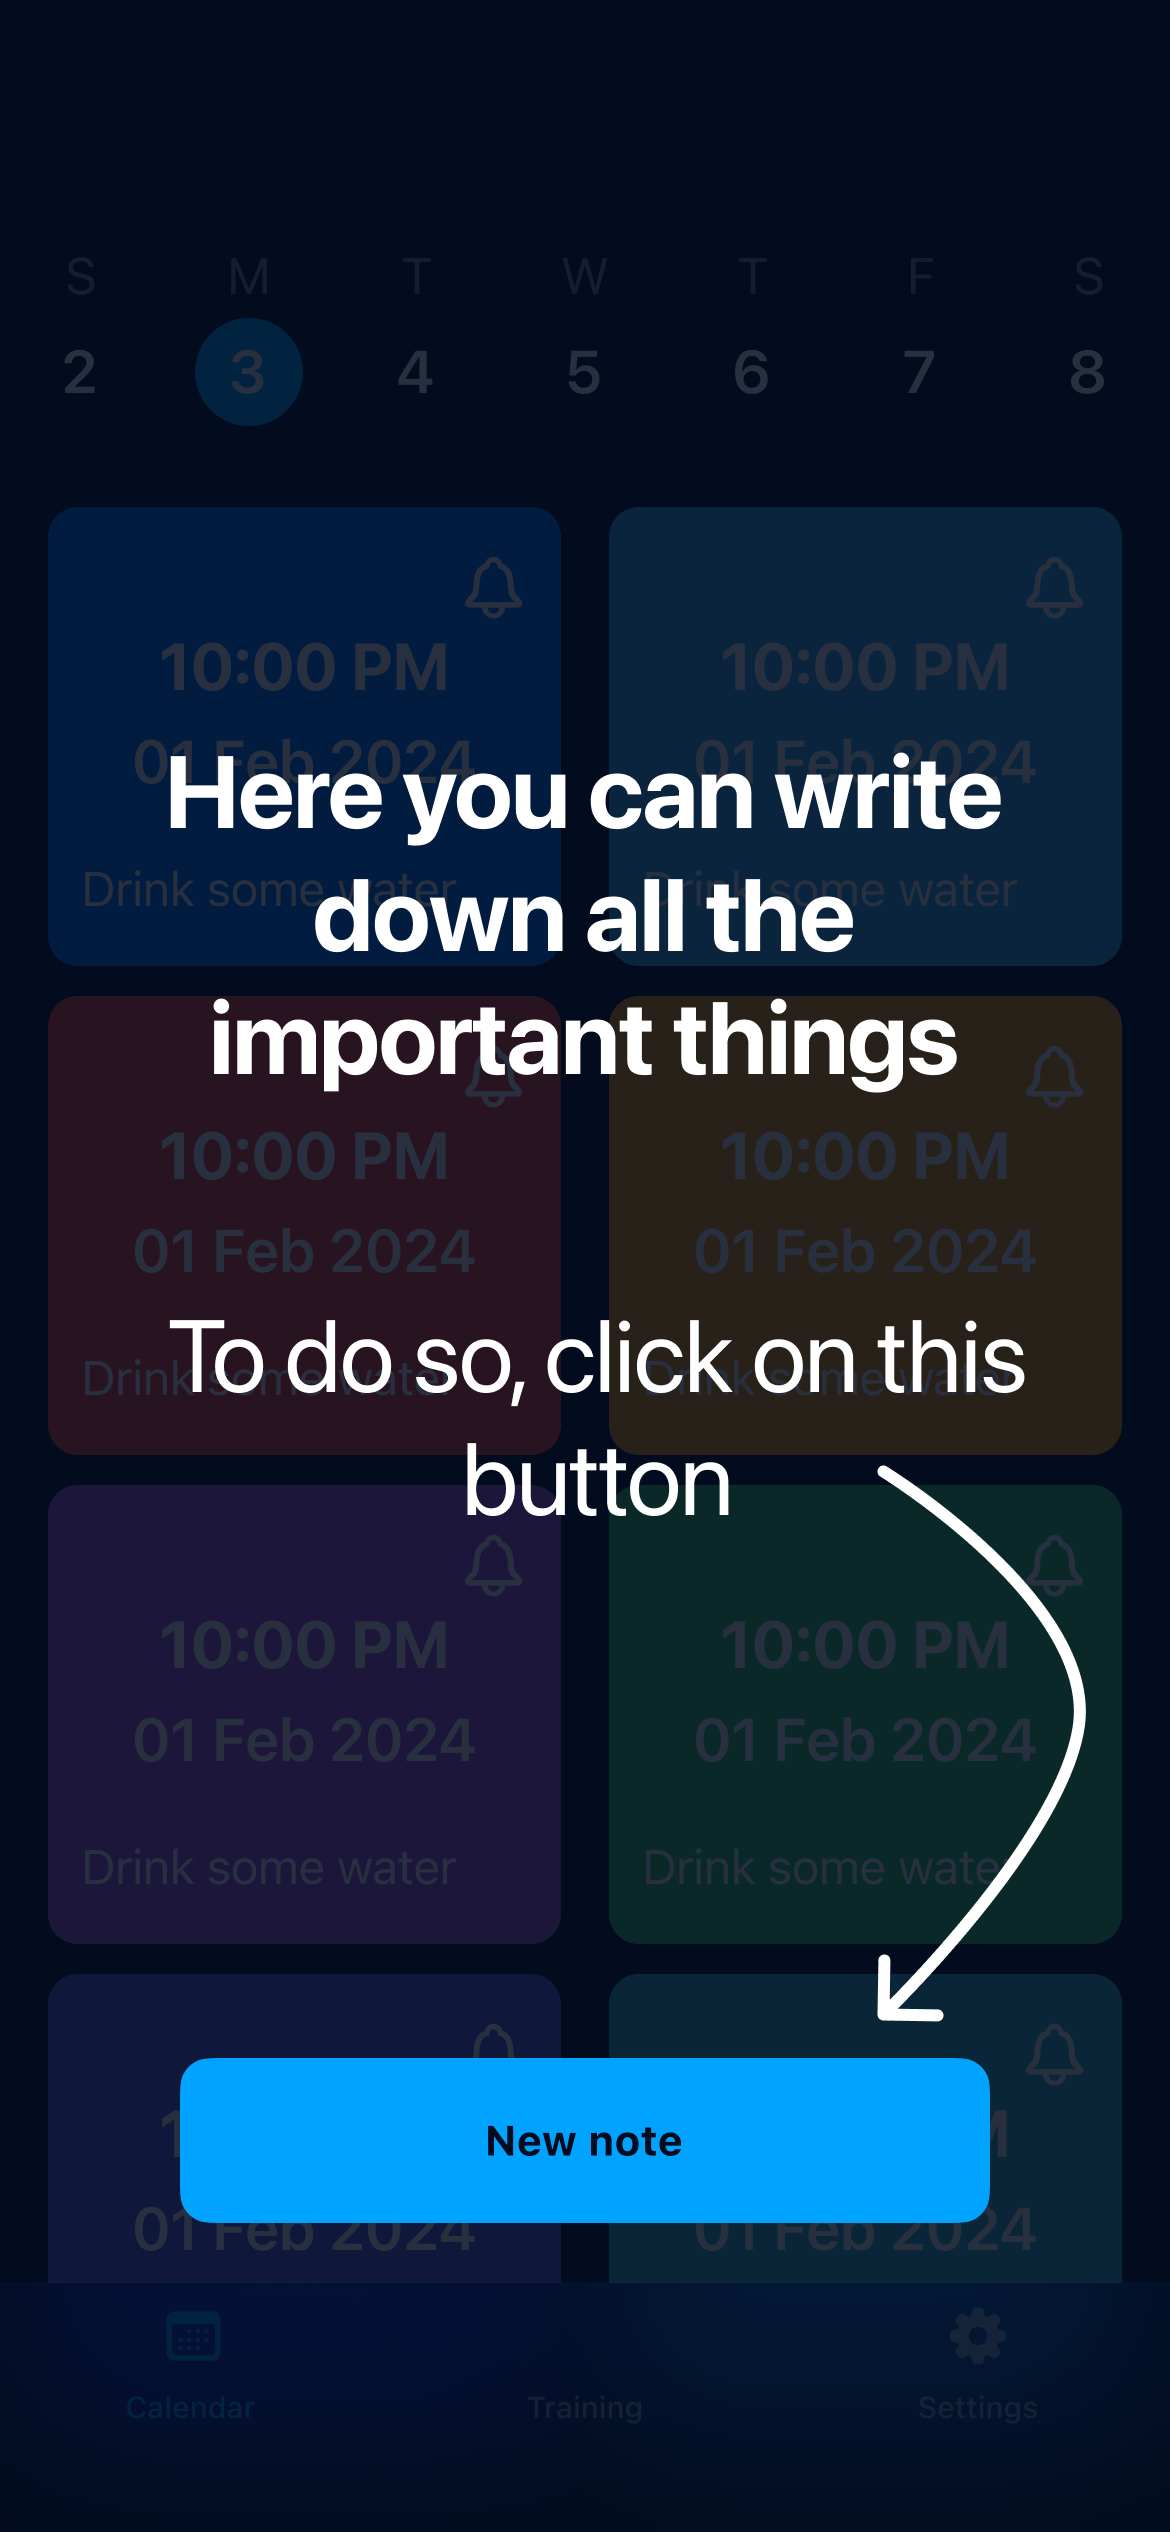 S M T W T F S
2 3 4 5 6 7 8
10:00 PM 10:00 PM
01 Feb 2024 01 Feb 2024
Here you can write
Drink some water Drink some water
down all the
important things
10:00 PM 10:00 PM
01 Feb 2024 01 Feb 2024
To do so, click on this
Drink some water Drink some water
button
10:00 PM 10:00 PM
01 Feb 2024 01 Feb 2024
Drink some water Drink some water
New note
01 Feb 2024 01 Feb 2024
Calendar Training Settings